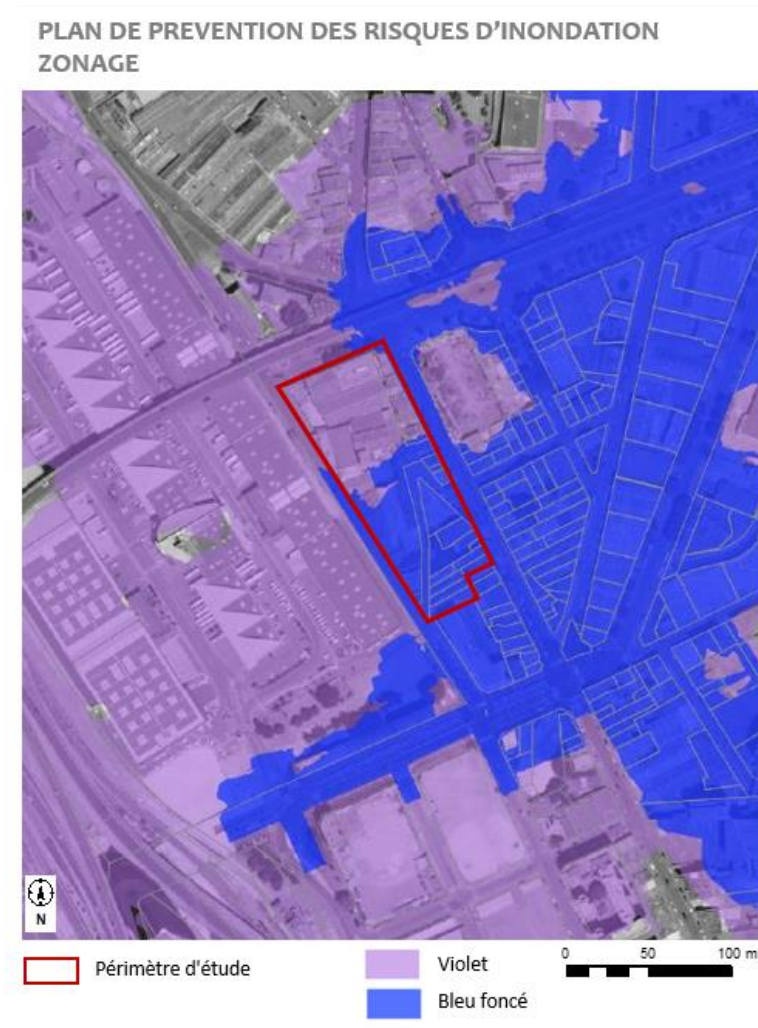 PLAN DE PREVENTION DES RISQUES D’INONDATION
ZONAGE
N
Périmètre d'étude
Violet
Bleu foncé
0 50 100 m